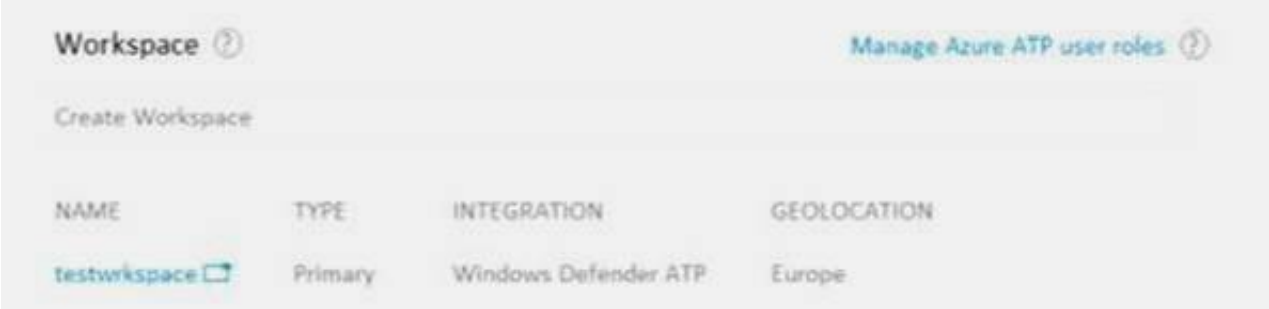 Workspace ? Manage Azure ATP user roles ?
Create Workspace
NAME TYPE INTEGRATION GEOLOCATION
testwrkspace Primary Windows Defender ATP Europe